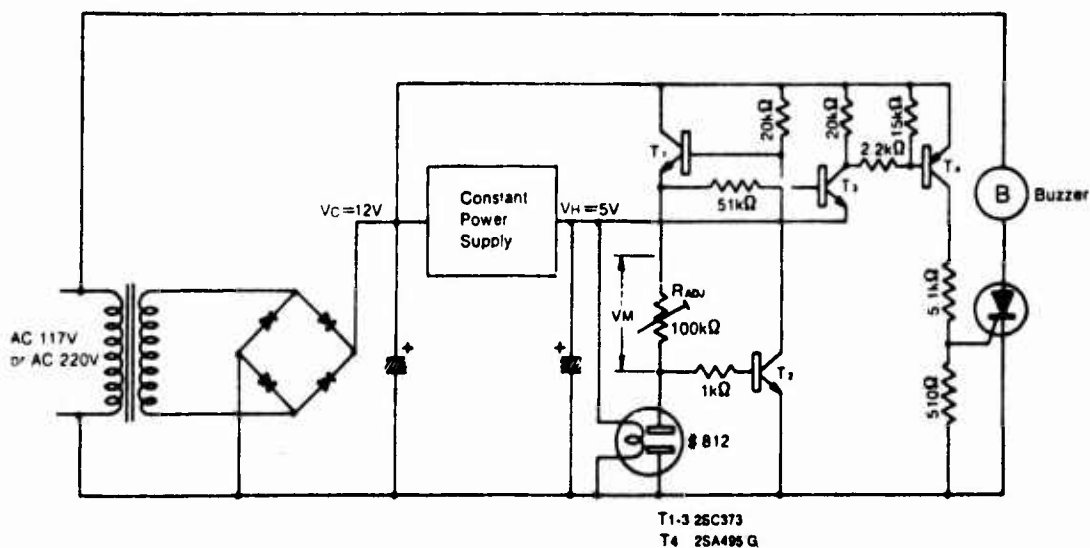 20kΩ
20kΩ
15kΩ
T₁
2.2kΩ
T₃
T₄
51kΩ
B Buzzer
Constant
Power
Supply
VC=12V
VH=5V
RADJ
VM
100kΩ
5.1kΩ
AC 117V
or AC 220V
T₂
1kΩ
510Ω
#812
T1-3 2SC373
T4 2SA495 G